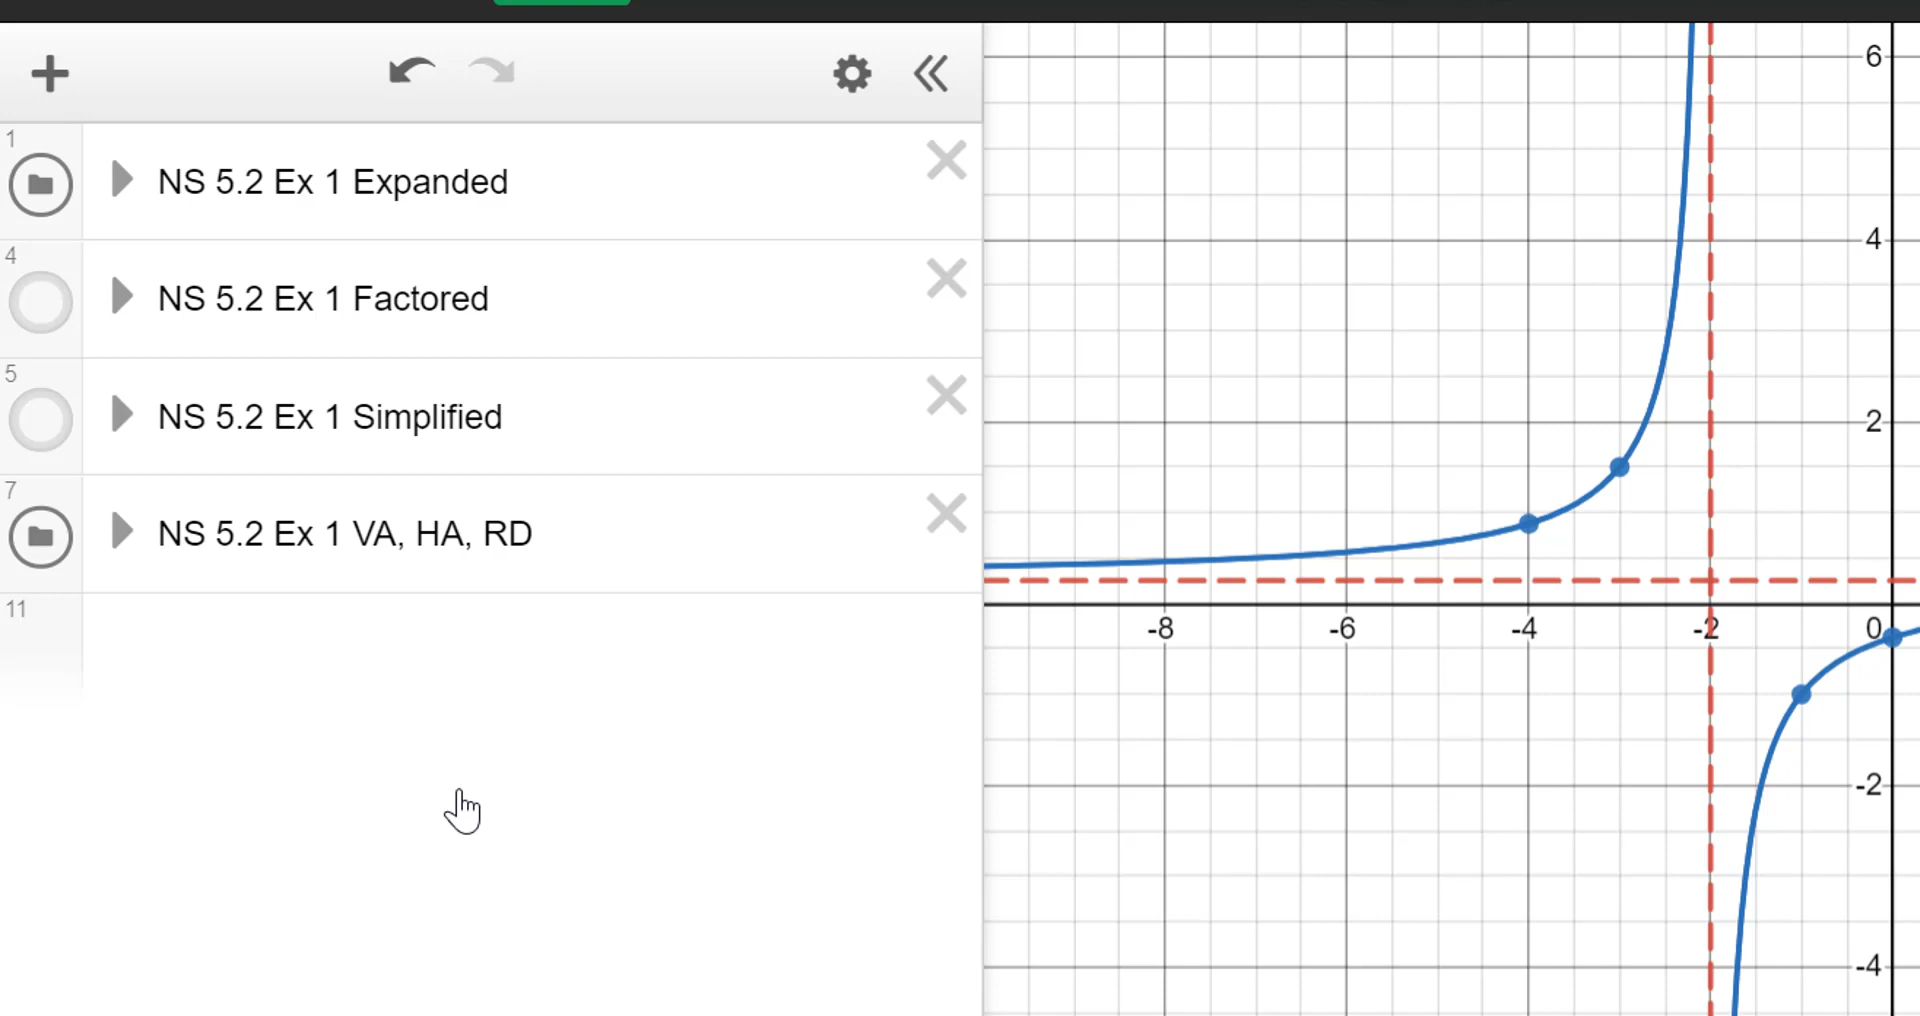 1
NS 5.2 Ex 1 Expanded
4
NS 5.2 Ex 1 Factored
5
NS 5.2 Ex 1 Simplified
7
NS 5.2 Ex 1 VA, HA, RD
11
6
4
2
-8 -6 -4 -2 0
-2
-4